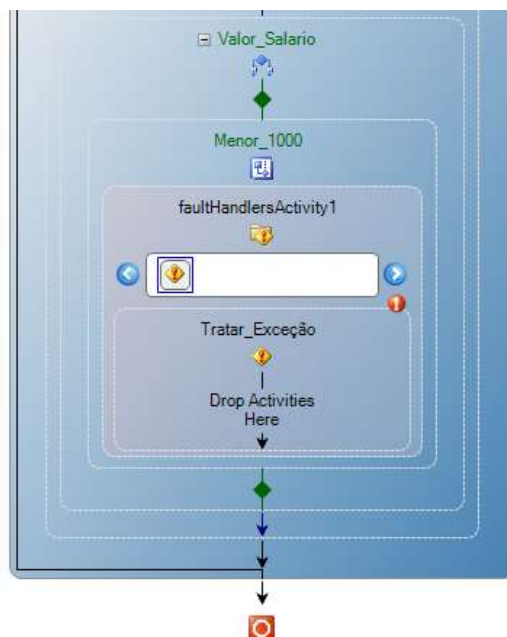 Valor_Salario
Menor_1000
faultHandlersActivity1
Tratar_Exceção
Drop Activities
Here